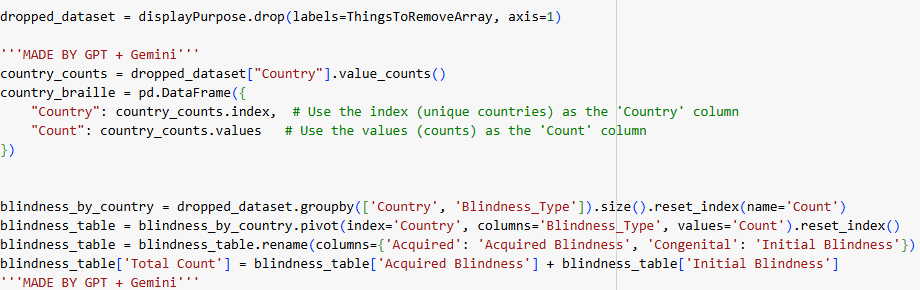 dropped_dataset = displayPurpose.drop(labels=ThingsToRemoveArray, axis=1)
'''MADE BY GPT + Gemini'''
country_counts = dropped_dataset["Country"].value_counts()
country_braille = pd.DataFrame({
    "Country": country_counts.index,  # Use the index (unique countries) as the 'Country' column
    "Count": country_counts.values   # Use the values (counts) as the 'Count' column
})
blindness_by_country = dropped_dataset.groupby(['Country', 'Blindness_Type']).size().reset_index(name='Count')
blindness_table = blindness_by_country.pivot(index='Country', columns='Blindness_Type', values='Count').reset_index()
blindness_table = blindness_table.rename(columns={'Acquired': 'Acquired Blindness', 'Congenital': 'Initial Blindness'})
blindness_table['Total Count'] = blindness_table['Acquired Blindness'] + blindness_table['Initial Blindness']
'''MADE BY GPT + Gemini'''